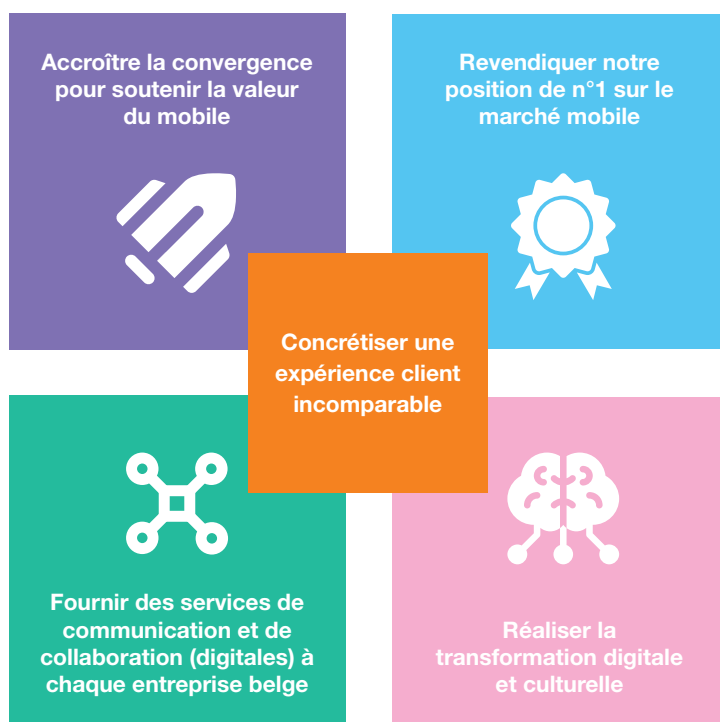 Accroître la convergence
pour soutenir la valeur
du mobile
Revendiquer notre
position de n°1 sur le
marché mobile
Concrétiser une
expérience client
incomparable
Fournir des services de
communication et de
collaboration (digitales) à
chaque entreprise belge
Réaliser la
transformation digitale
et culturelle